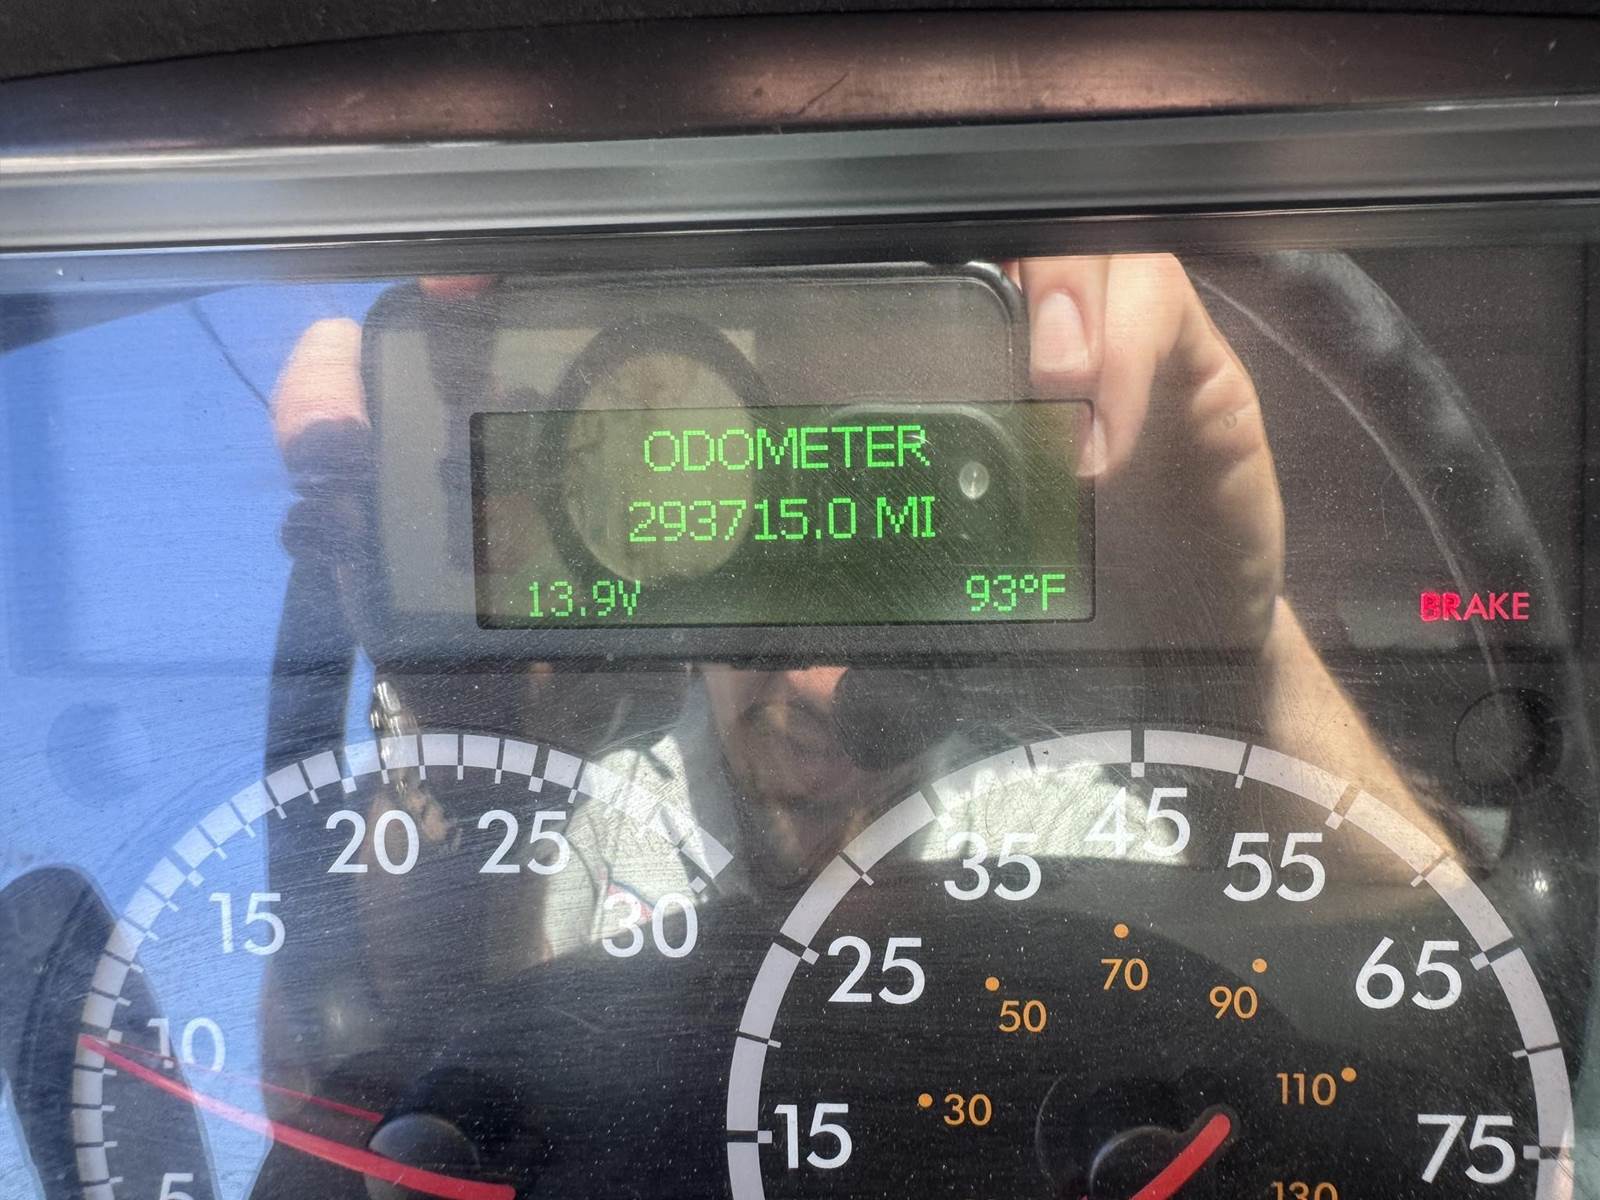 ODOMETER
293715.0 MI
13.9V 93°F
BRAKE
5 10 15 20 25 30
15 25 35 45 55 65 75
30 50 70 90 110 130